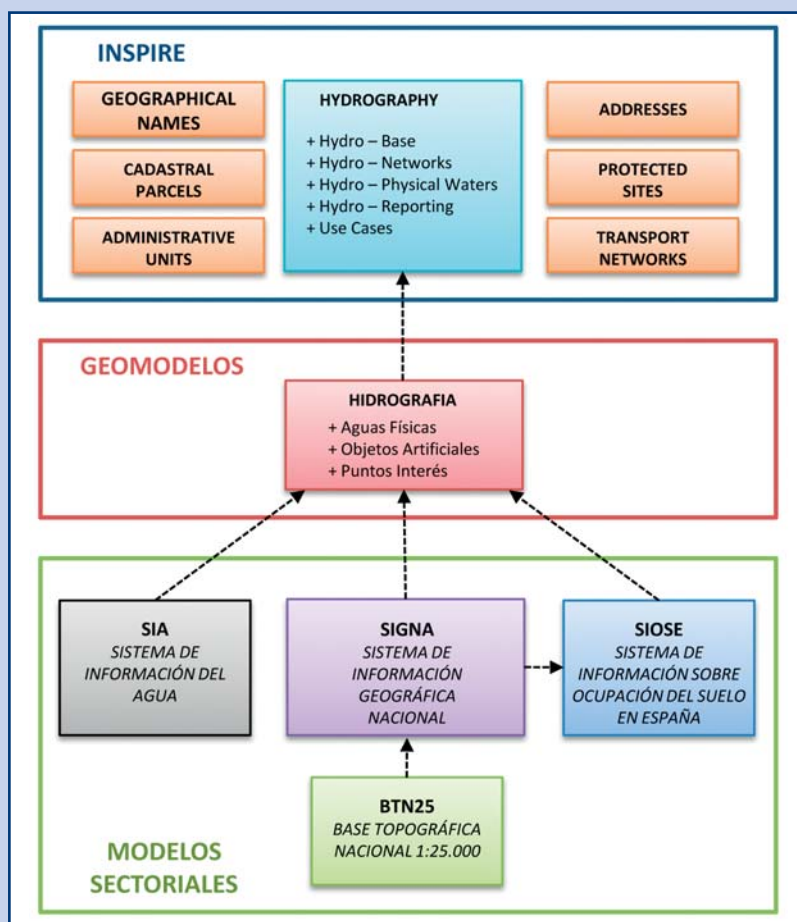 INSPIRE
GEOGRAPHICAL
NAMES
CADASTRAL
PARCELS
ADMINISTRATIVE
UNITS
HYDROGRAPHY
+ Hydro – Base
+ Hydro – Networks
+ Hydro – Physical Waters
+ Hydro – Reporting
+ Use Cases
ADDRESSES
PROTECTED
SITES
TRANSPORT
NETWORKS
GEOMODELOS
HIDROGRAFIA
+ Aguas Físicas
+ Objetos Artificiales
+ Puntos Interés
SIA
SISTEMA DE
INFORMACIÓN DEL
AGUA
SIGNA
SISTEMA DE
INFORMACIÓN
GEOGRÁFICA
NACIONAL
SIOSE
SISTEMA DE
INFORMACIÓN SOBRE
OCUPACIÓN DEL SUELO
EN ESPAÑA
BTN25
BASE TOPOGRÁFICA
NACIONAL 1:25.000
MODELOS
SECTORIALES